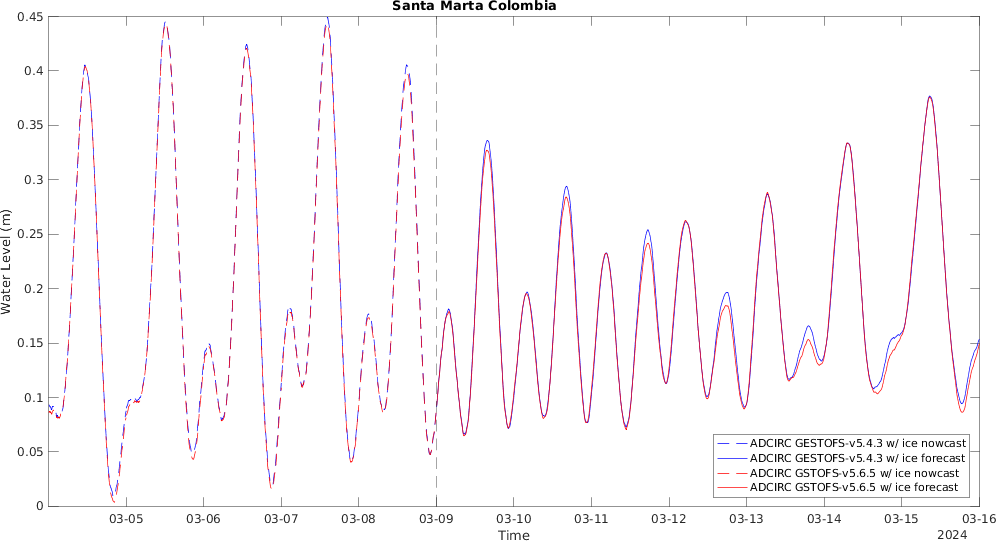 Santa Marta Colombia
0.45
0.4
0.35
0.3
0.25
0.2
0.15
0.1
0.05
0
Water Level (m)
ADCIRC GESTOFS-v5.4.3 w/ ice nowcast
ADCIRC GESTOFS-v5.4.3 w/ ice forecast
ADCIRC GSTOFS-v5.6.5 w/ ice nowcast
ADCIRC GSTOFS-v5.6.5 w/ ice forecast
03-05 03-06 03-07 03-08 03-09 03-10 03-11 03-12 03-13 03-14 03-15 03-16
Time
2024